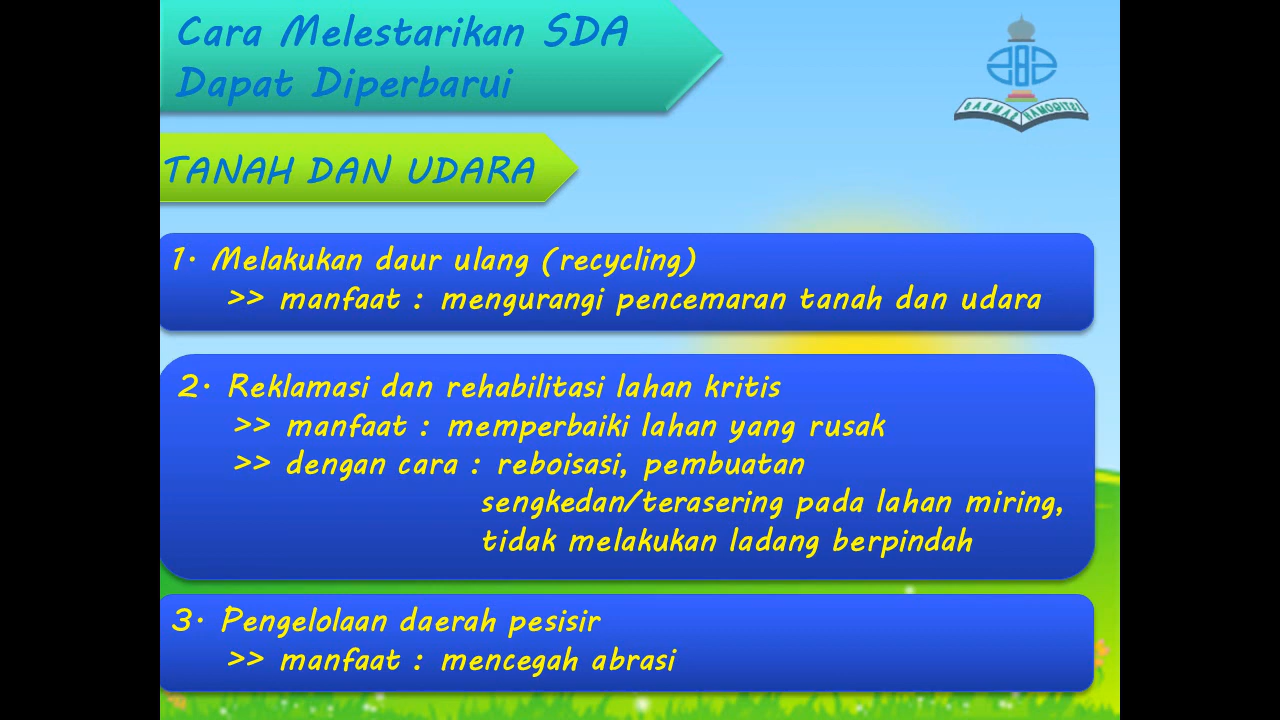 Cara Melestarikan SDA
Dapat Diperbarui
282
TANAH DAN UDARA
1. Melakukan daur ulang (recycling)
>> manfaat : mengurangi pencemaran tanah dan udara
2. Reklamasi dan rehabilitasi lahan kritis
>> manfaat : memperbaiki lahan yang rusak
>> dengan cara : reboisasi, pembuatan
sengkedan/terasering pada lahan miring,
tidak melakukan ladang berpindah
3. Pengelolaan daerah pesisir
>> manfaat : mencegah abrasi